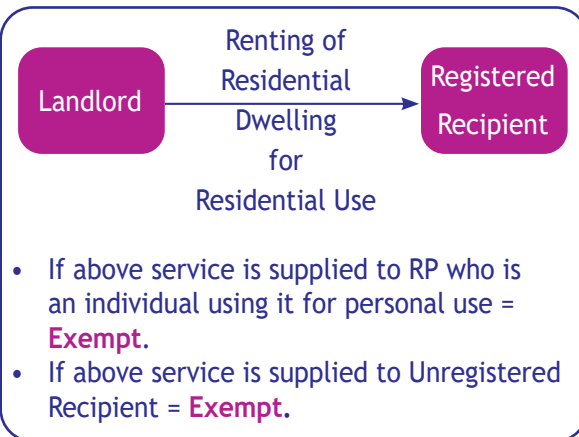 Landlord
Renting of
Residential
Dwelling
for
Residential Use
Registered
Recipient
• If above service is supplied to RP who is
an individual using it for personal use =
Exempt.
• If above service is supplied to Unregistered
Recipient = Exempt.